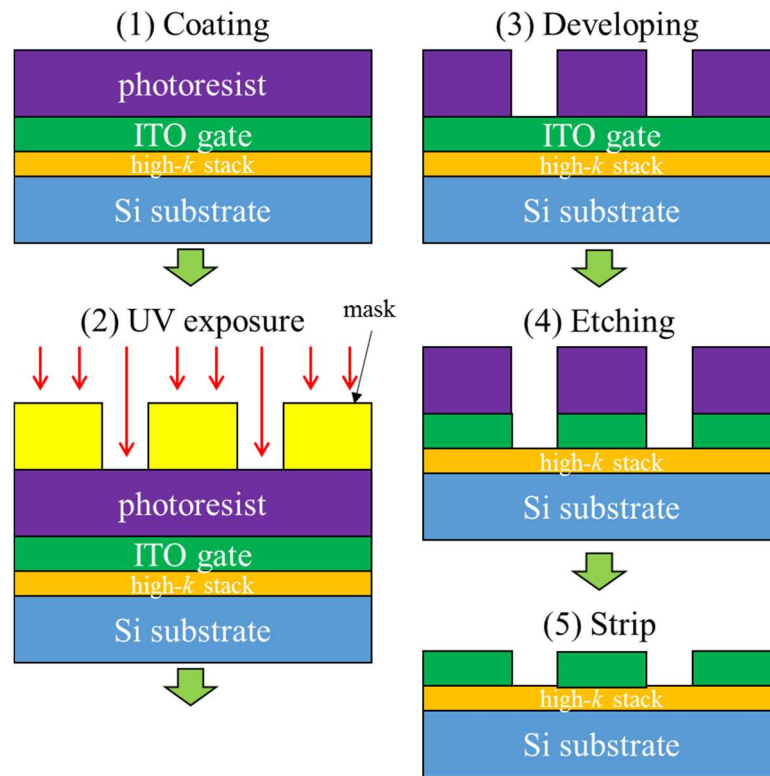 (1) Coating
photoresist
ITO gate
high-k stack
Si substrate
(2) UV exposure
mask
photoresist
ITO gate
high-k stack
Si substrate
(3) Developing
ITO gate
high-k stack
Si substrate
(4) Etching
high-k stack
Si substrate
(5) Strip
high-k stack
Si substrate